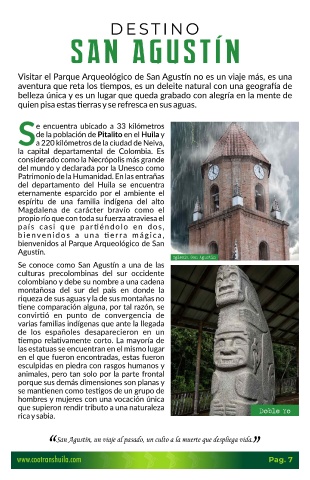 DESTINO
SAN AGUSTÍN
Visitar el Parque Arqueológico de San Agustín no es un viaje más, es una
aventura que reta los tiempos, es un deleite natural con una geografía de
belleza única y es un lugar que queda grabado con alegría en la mente de
quien pisa estas tierras y se refresca en sus aguas.
Se encuentra ubicado a 33 kilómetros
de la población de Pitalito en el Huila y
a 220 kilómetros de la ciudad de Neiva,
la capital departamental de Colombia. Es
considerado como la Necrópolis más grande
del mundo y declarada por la Unesco como
Patrimonio de la Humanidad. En las entrañas
del departamento del Huila se encuentra
eternamente esparcido por el ambiente el
espíritu de una familia indígena del alto
Magdalena de carácter bravío como el
propio río que con toda su fuerza atraviesa el
país casi que partiéndolo en dos,
bienvenidos a una tierra mágica,
bienvenidos al Parque Arqueológico de San
Agustín.
Se conoce como San Agustín a una de las
culturas precolombinas del sur occidente
colombiano y debe su nombre a una cadena
montañosa del sur del país en donde la
riqueza de sus aguas y la de sus montañas no
tiene comparación alguna, por tal razón, se
convirtió en punto de convergencia de
varias familias indígenas que ante la llegada
de los españoles desaparecieron en un
tiempo relativamente corto. La mayoría de
las estatuas se encuentran en el mismo lugar
en el que fueron encontradas, estas fueron
esculpidas en piedra con rasgos humanos y
animales, pero tan solo por la parte frontal
porque sus demás dimensiones son planas y
se mantienen como testigos de un grupo de
hombres y mujeres con una vocación única
que supieron rendir tributo a una naturaleza
rica y sabia.
Iglesia San Agustín
Doble Yo
“San Agustín, un viaje al pasado, un culto a la muerte que despliega vida.”
www.cootranshuila.com
Pag. 7